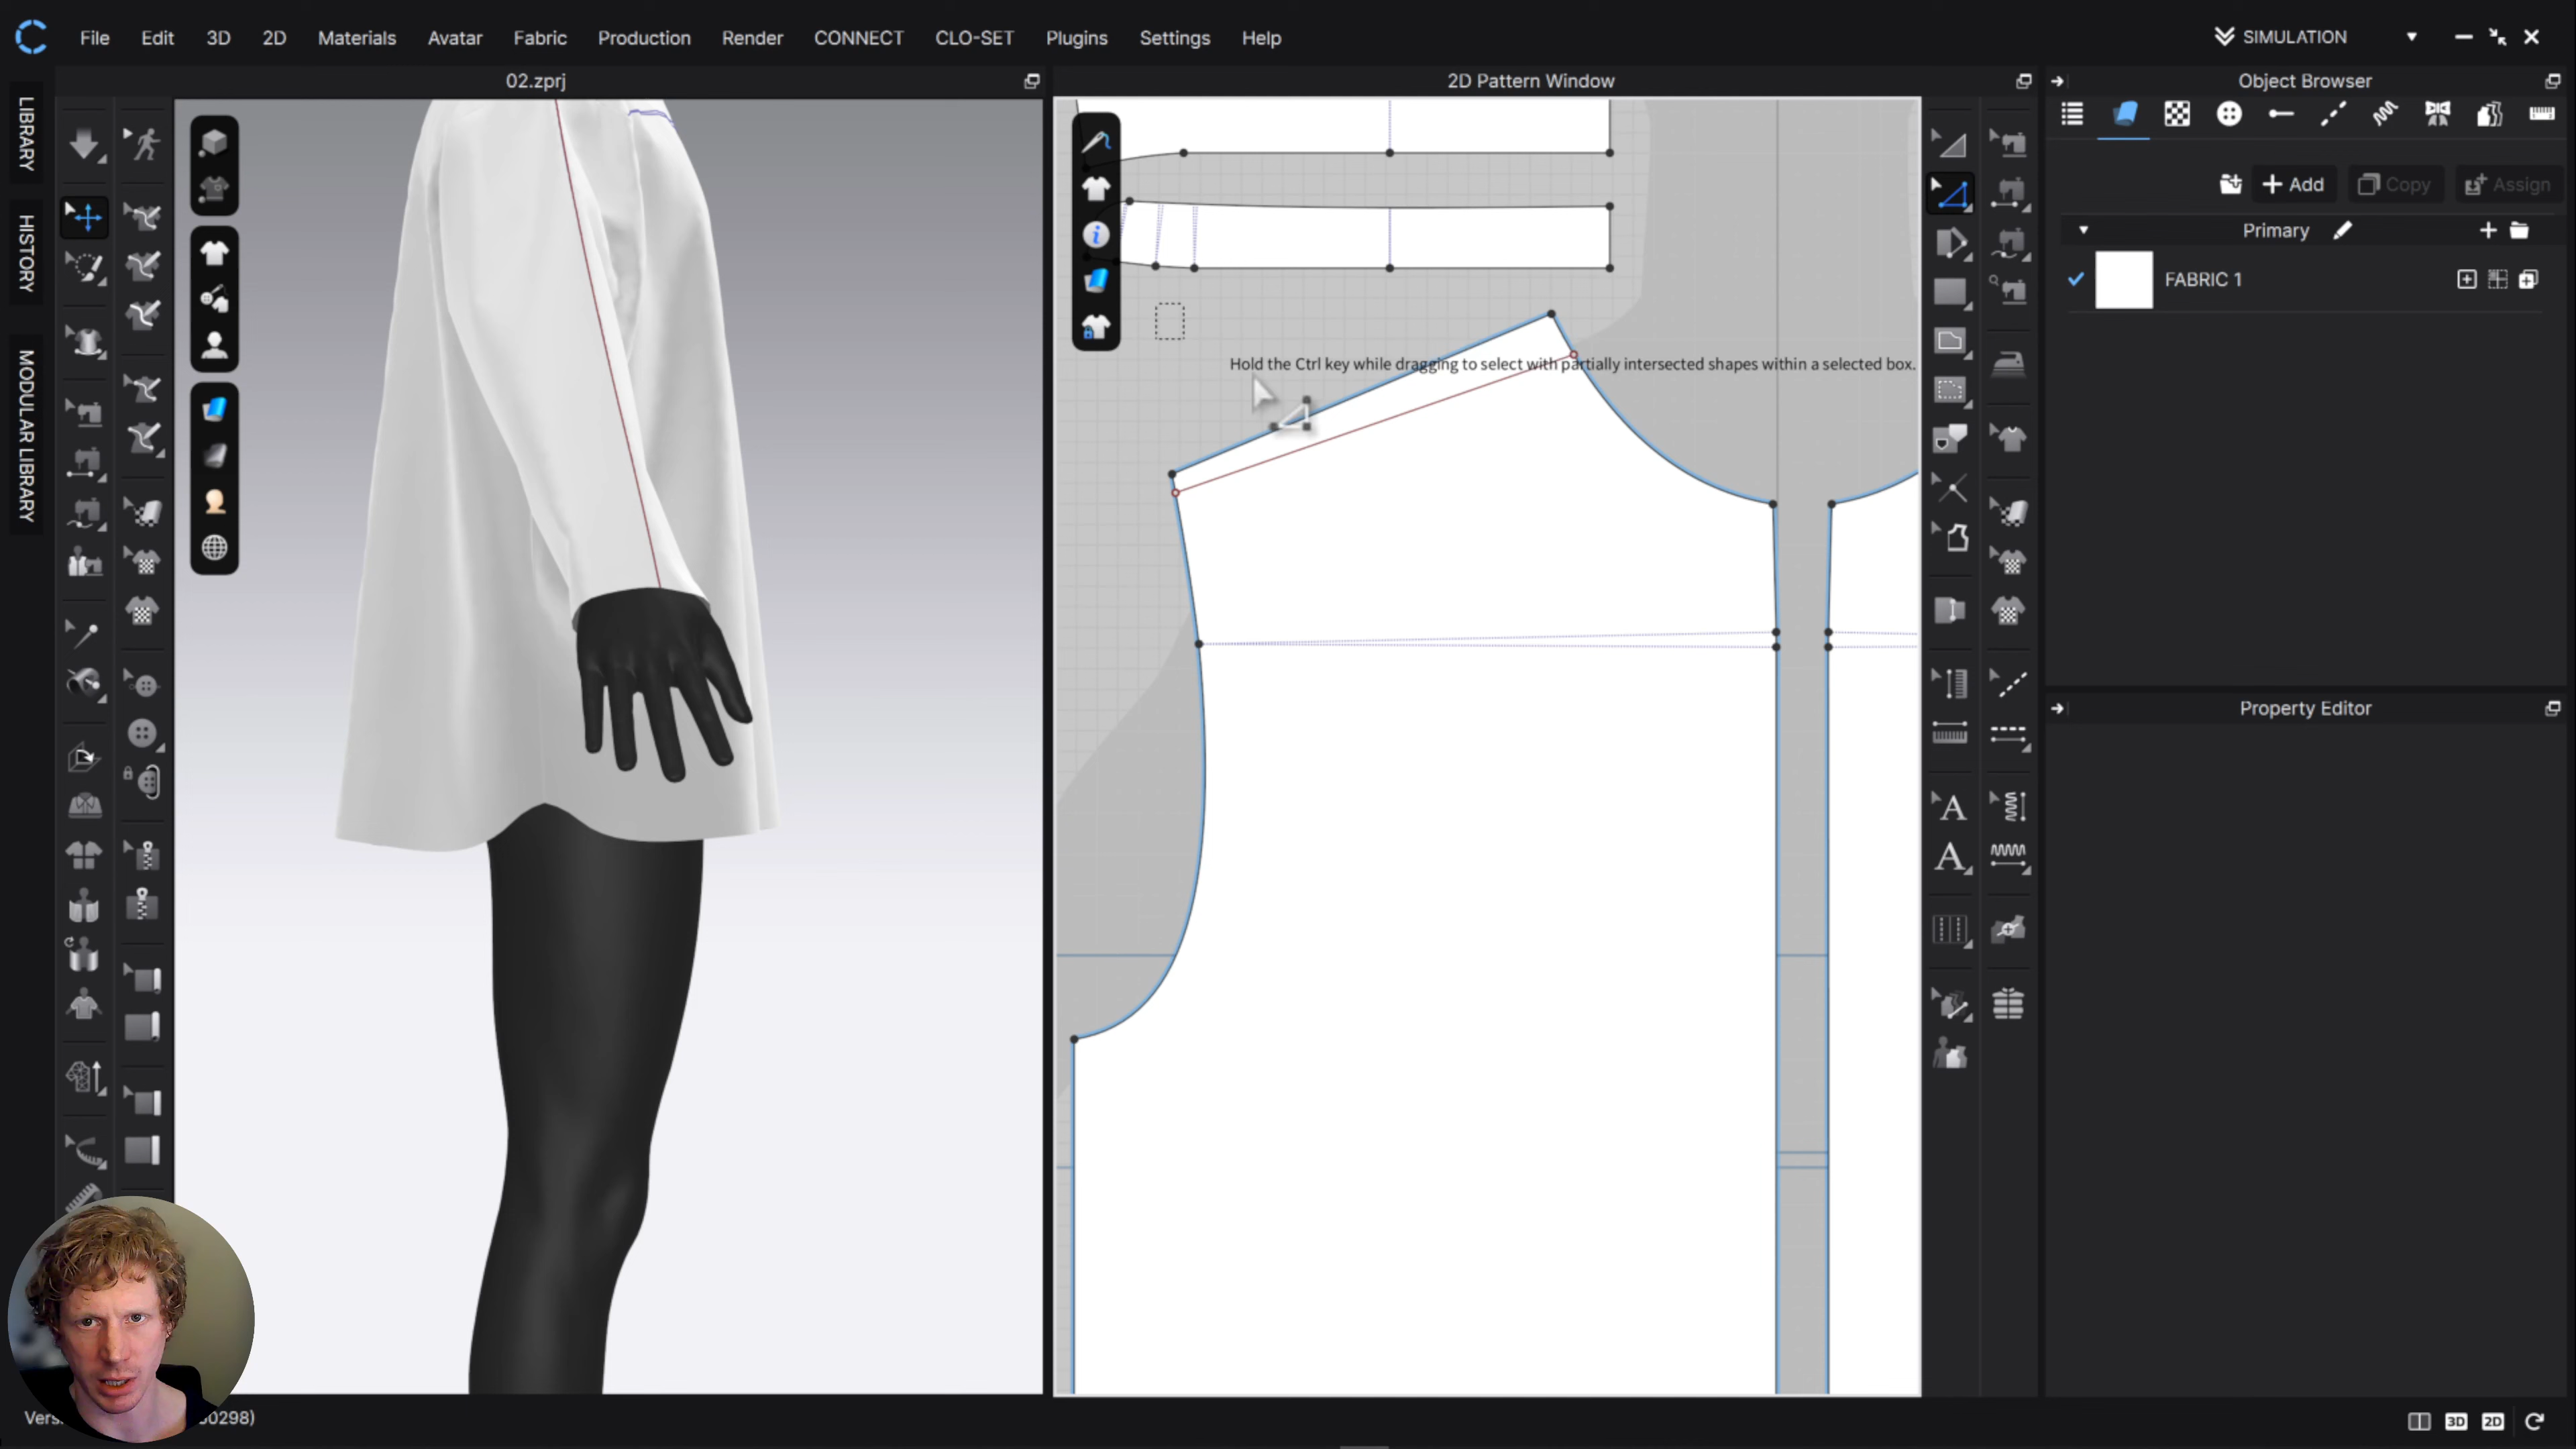 File Edit 3D 2D Materials Avatar Fabric Production Render CONNECT CLO-SET Plugins Settings Help
SIMULATION
02.zprj
2D Pattern Window
Object Browser
LIBRARY
HISTORY
MODULAR LIBRARY
Add Copy Assign
Primary
FABRIC 1
Hold the Ctrl key while dragging to select with partially intersected shapes within a selected box.
Property Editor
A
A
3D 2D